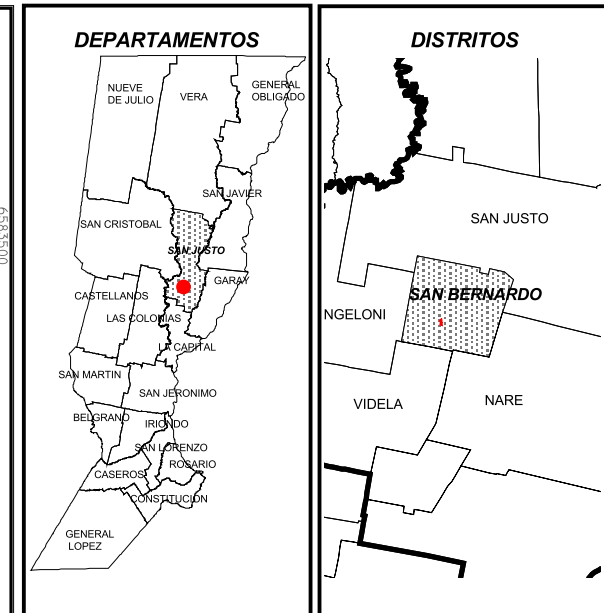 6583500
DEPARTAMENTOS
NUEVE
DE JULIO
VERA
GENERAL
OBLIGADO
SAN JAVIER
SAN CRISTOBAL
SAN JUSTO
GARAY
CASTELLANOS
LAS COLONIAS
LA CAPITAL
SAN MARTIN
SAN JERONIMO
BELGRANO
IRIONDO
SAN LORENZO
ROSARIO
CASEROS
CONSTITUCION
GENERAL
LOPEZ
DISTRITOS
SAN JUSTO
SAN BERNARDO
NGELONI
VIDELA
NARE